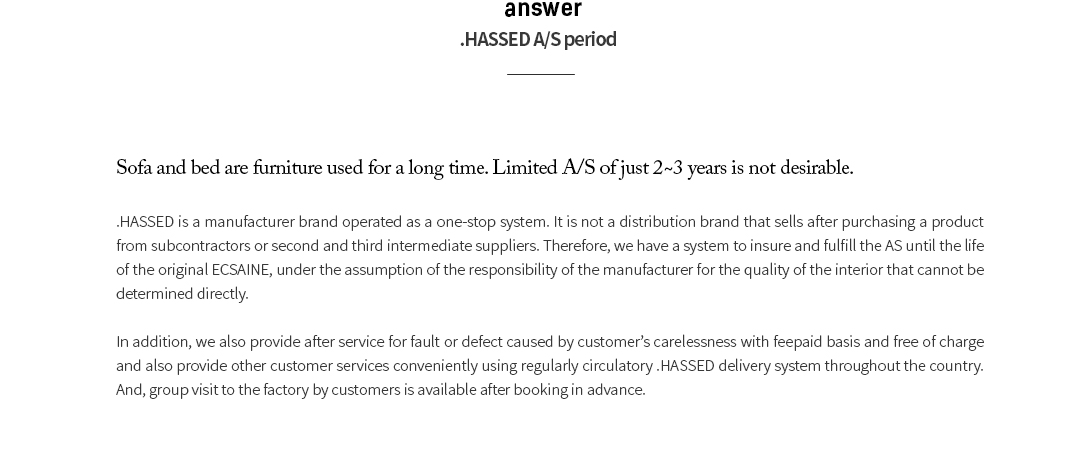 answer
.HASSED A/S period
Sofa and bed are furniture used for a long time. Limited A/S of just 2~3 years is not desirable.
.HASSED is a manufacturer brand operated as a one-stop system. It is not a distribution brand that sells after purchasing a product
from subcontractors or second and third intermediate suppliers. Therefore, we have a system to insure and fulfill the AS until the life
of the original ECSAINE, under the assumption of the responsibility of the manufacturer for the quality of the interior that cannot be
determined directly.
In addition, we also provide after service for fault or defect caused by customer’s carelessness with feepaid basis and free of charge
and also provide other customer services conveniently using regularly circulatory .HASSED delivery system throughout the country.
And, group visit to the factory by customers is available after booking in advance.